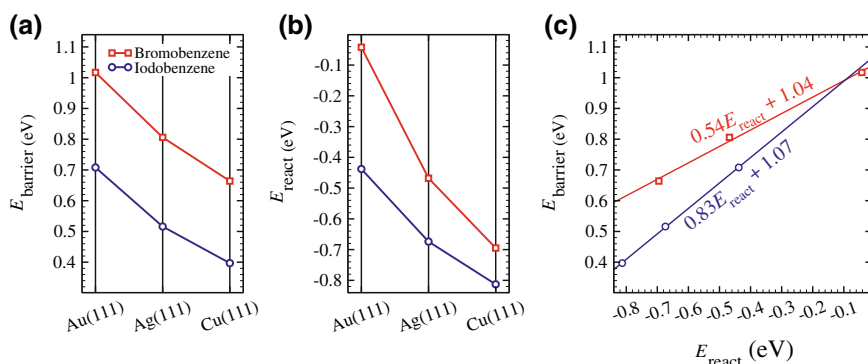 (a)
E_barrier (eV)
1.1
1
0.9
0.8
0.7
0.6
0.5
0.4
Bromobenzene
Iodobenzene
Au(111)
Ag(111)
Cu(111)
(b)
E_react (eV)
-0.1
-0.2
-0.3
-0.4
-0.5
-0.6
-0.7
-0.8
Au(111)
Ag(111)
Cu(111)
(c)
E_barrier (eV)
1.1
1
0.9
0.8
0.7
0.6
0.5
0.4
0.54E_react + 1.04
0.83E_react + 1.07
-0.8
-0.7
-0.6
-0.5
-0.4
-0.3
-0.2
-0.1
E_react (eV)